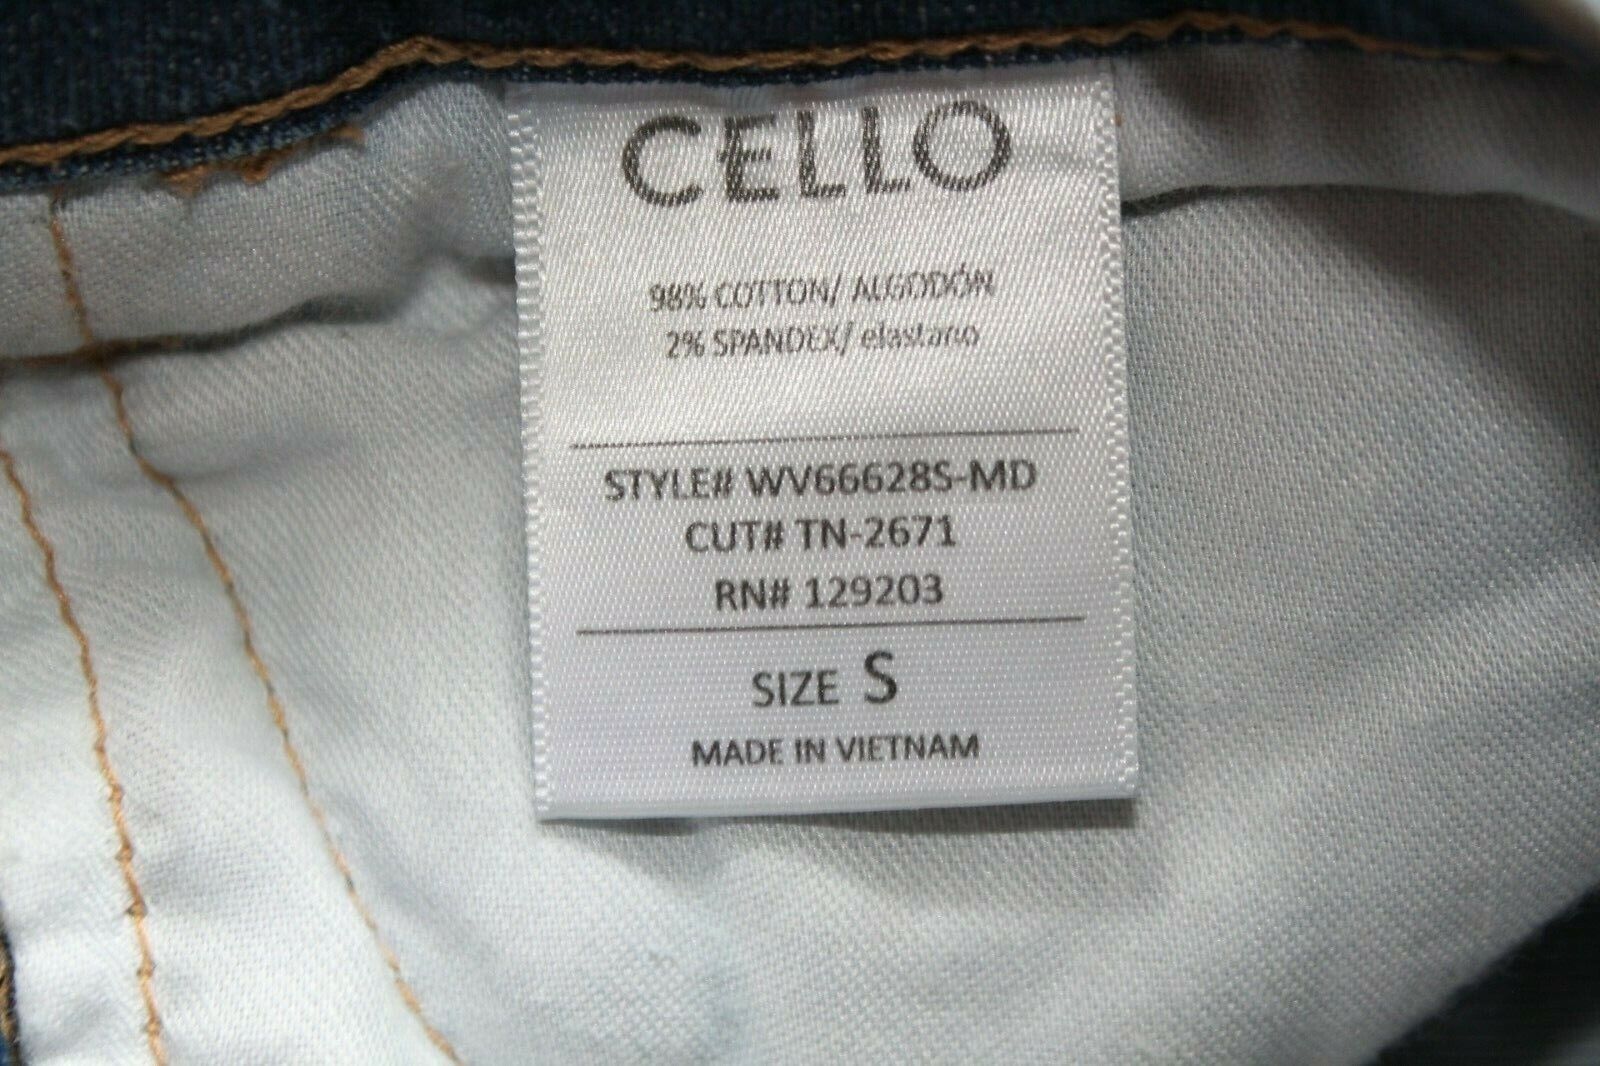 CELLO
98% COTTON/ ALGODÓN
2% SPANDEX/ elastano
STYLE# WV66628S-MD
CUT# TN-2671
RN# 129203
SIZE S
MADE IN VIETNAM